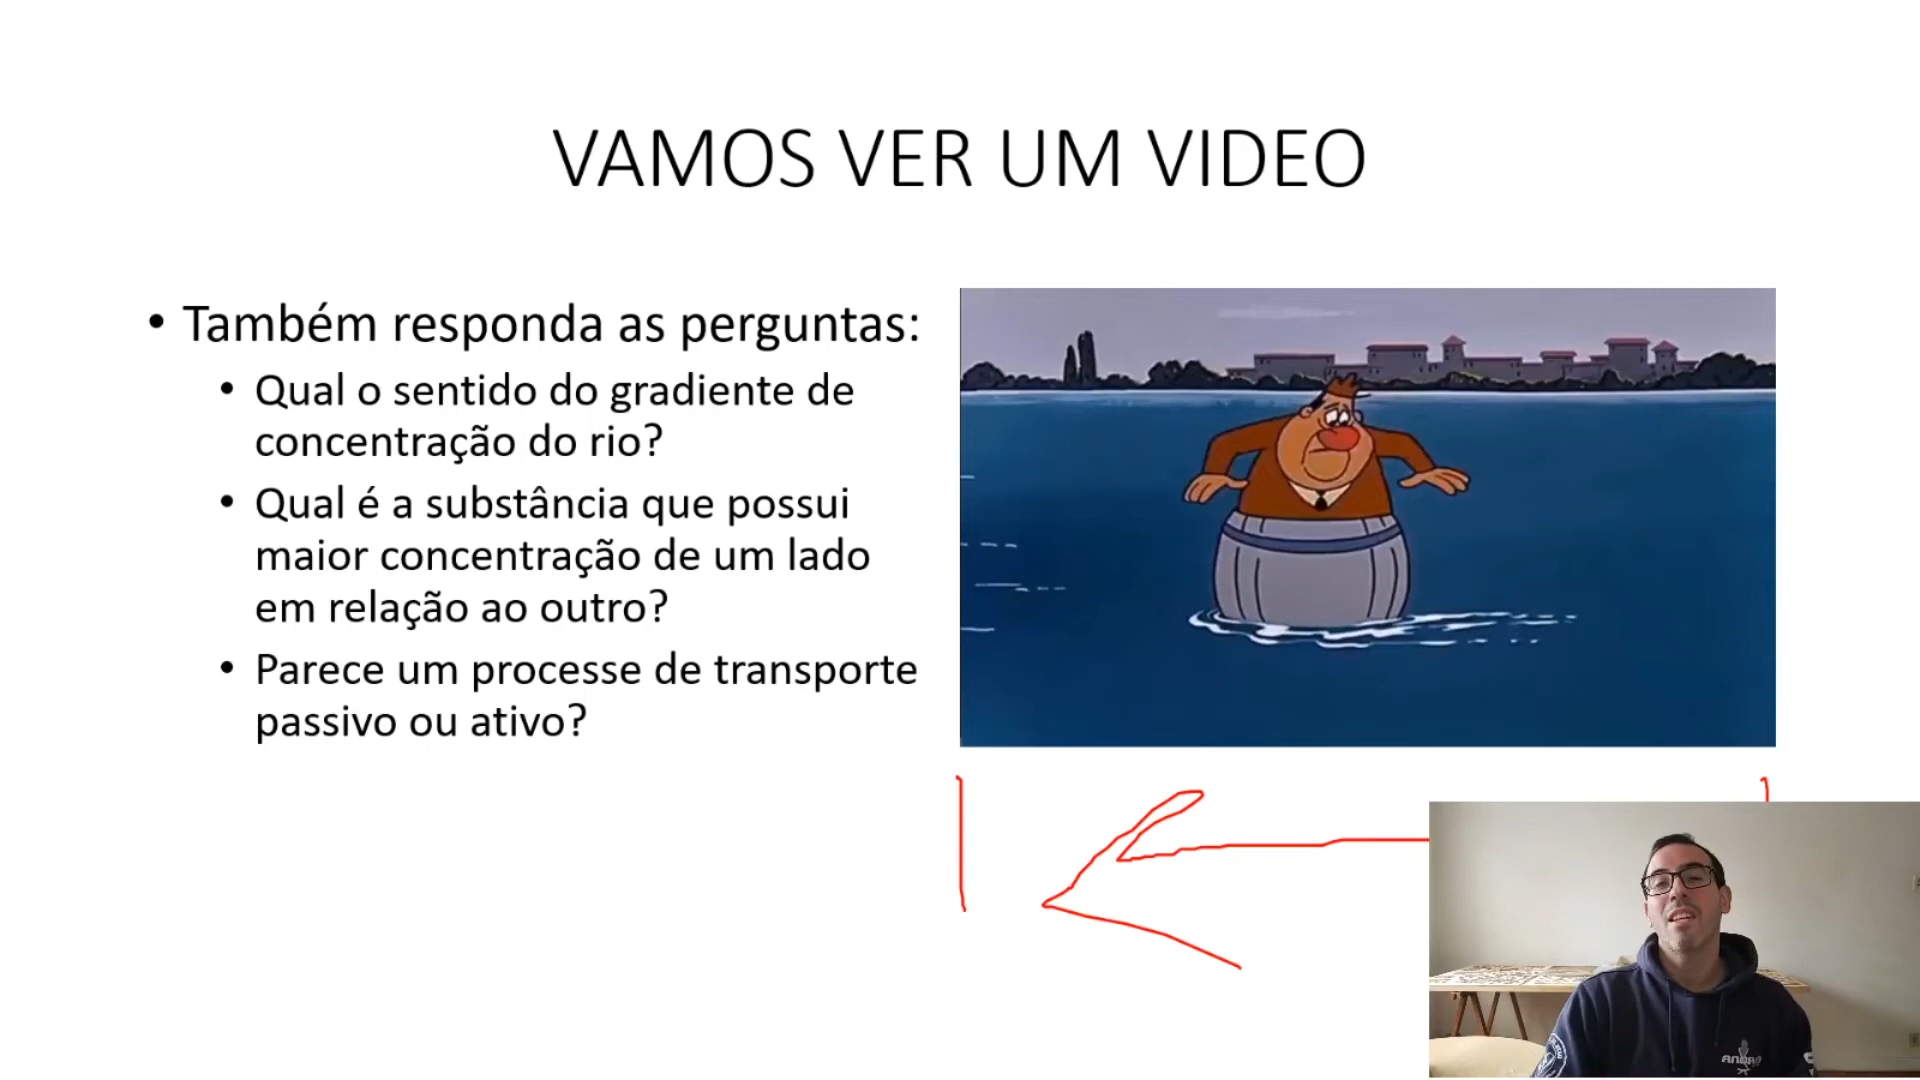 VAMOS VER UM VIDEO
• Também responda as perguntas:
• Qual o sentido do gradiente de
concentração do rio?
• Qual é a substância que possui
maior concentração de um lado
em relação ao outro?
• Parece um processe de transporte
passivo ou ativo?